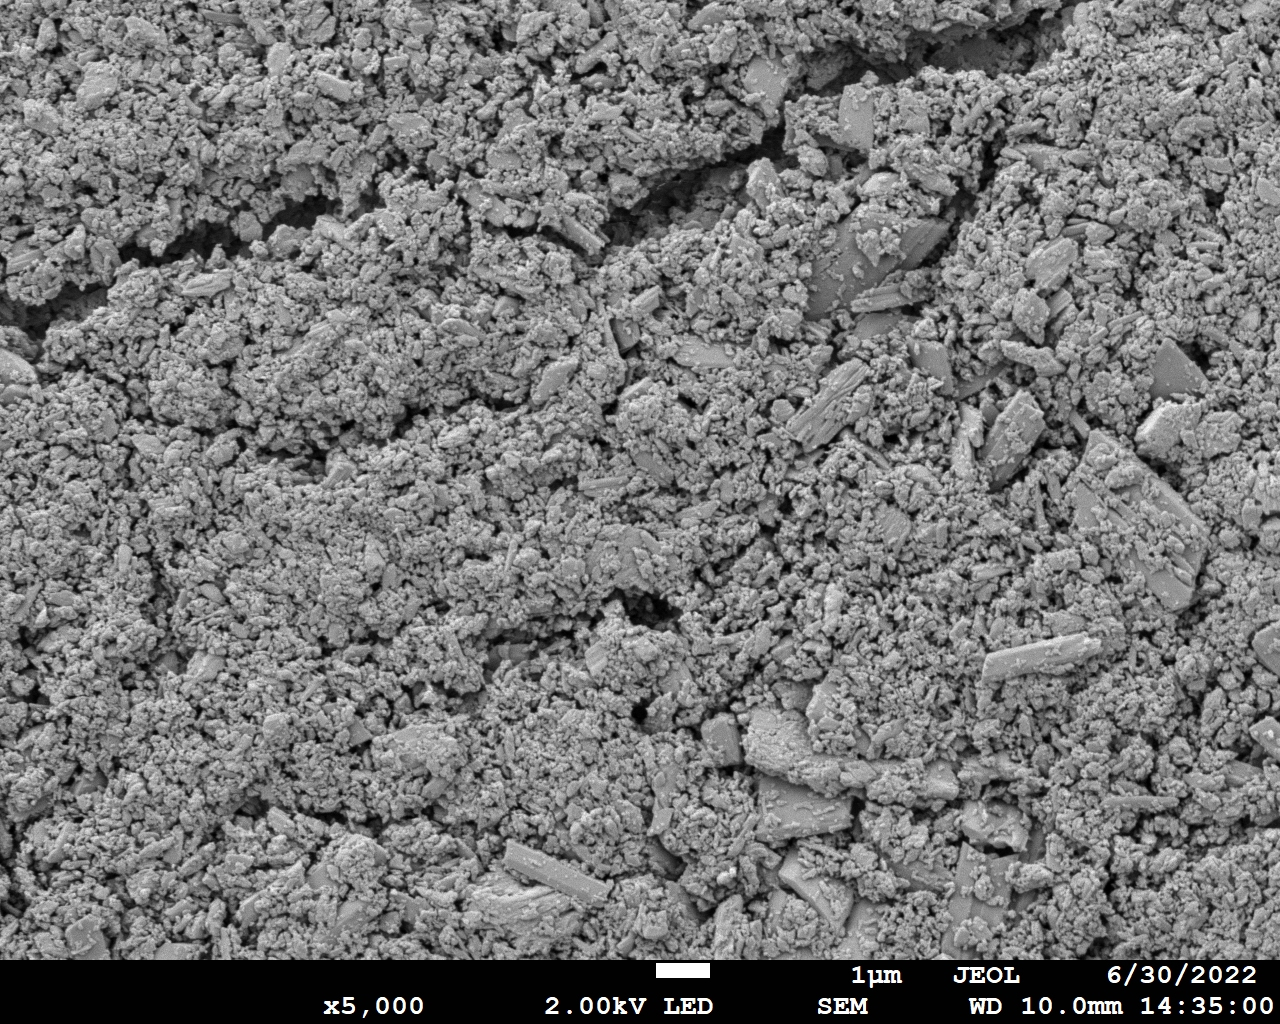 1µm JEOL 6/30/2022
x5,000 2.00kV LED SEM WD 10.0mm 14:35:00